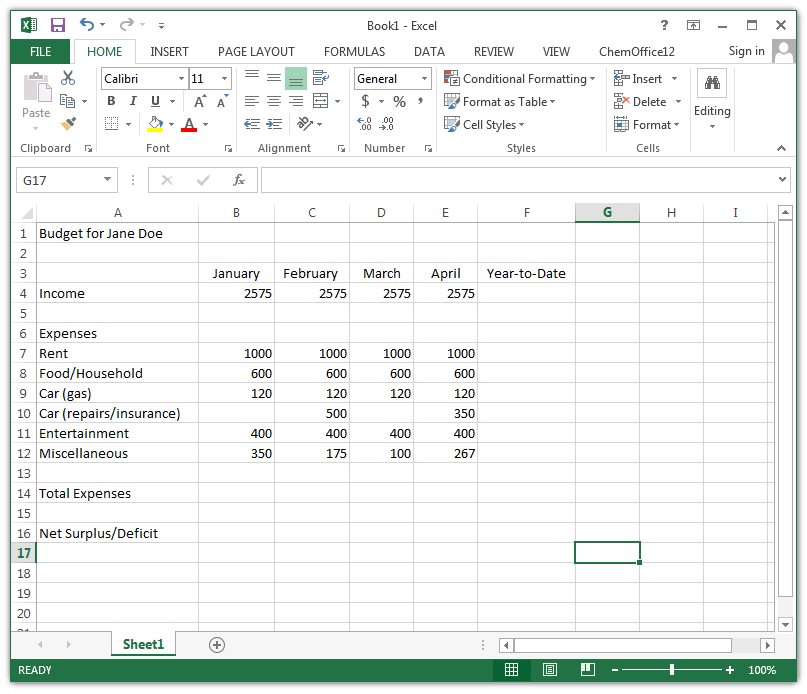 Book1 - Excel
?
FILE HOME INSERT PAGE LAYOUT FORMULAS DATA REVIEW VIEW ChemOffice12 Sign in
Paste
Clipboard
Calibri 11
B I U A A
A
Font
Alignment
General
$ % ,
.00 .00
Number
Conditional Formatting
Format as Table
Cell Styles
Styles
Insert
Delete
Format
Cells
Editing
G17 fx
A B C D E F G H I
1 Budget for Jane Doe
2
3 January February March April Year-to-Date
4 Income 2575 2575 2575 2575
5
6 Expenses
7 Rent 1000 1000 1000 1000
8 Food/Household 600 600 600 600
9 Car (gas) 120 120 120 120
10 Car (repairs/insurance) 500 350
11 Entertainment 400 400 400 400
12 Miscellaneous 350 175 100 267
13
14 Total Expenses
15
16 Net Surplus/Deficit
17
18
19
20
Sheet1
READY 100%